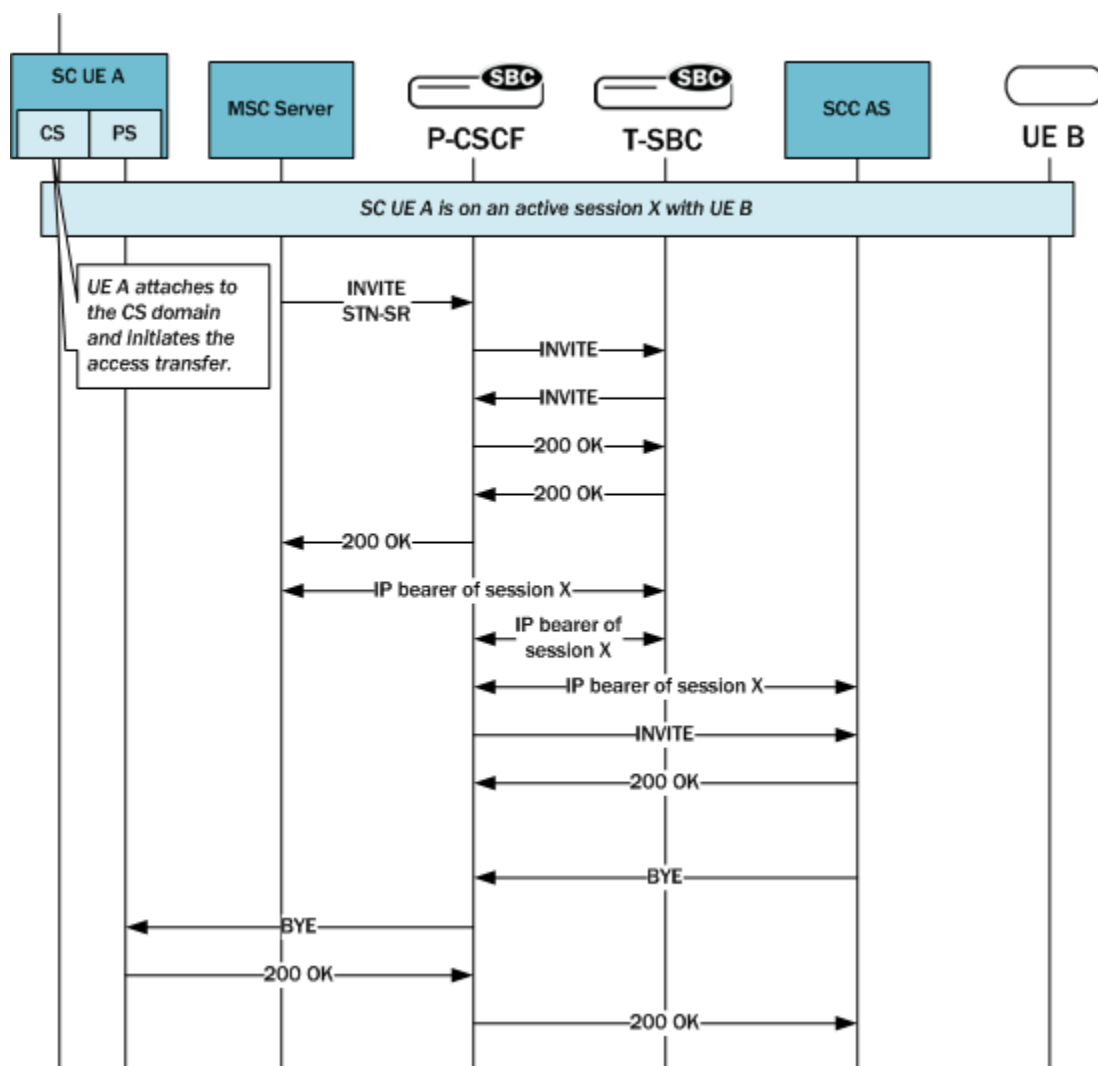 SC UE A
CS
PS
MSC Server
SBC
P-CSCF
SBC
T-SBC
SCC AS
UE B
SC UE A is on an active session X with UE B
UE A attaches to
the CS domain
and initiates the
access transfer.
INVITE
STN-SR
INVITE
INVITE
200 OK
200 OK
200 OK
IP bearer of session X
IP bearer of
session X
IP bearer of session X
INVITE
200 OK
BYE
BYE
200 OK
200 OK